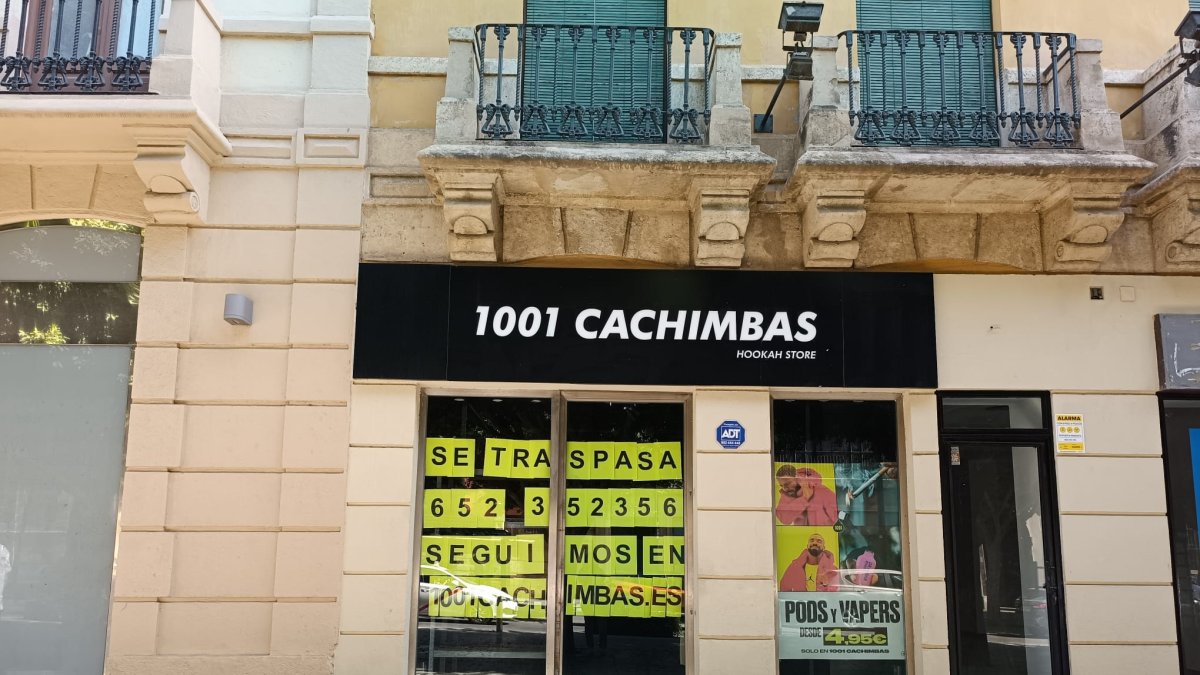 1001 CACHIMBAS
HOOKAH STORE
SE TRASPASA
652 352356
SEGUIMOS EN
1001CACHIMBAS.ES
ADT
ALARMA
PODS Y VAPERS
DESDE 4,95€
SOLO EN 1001 CACHIMBAS